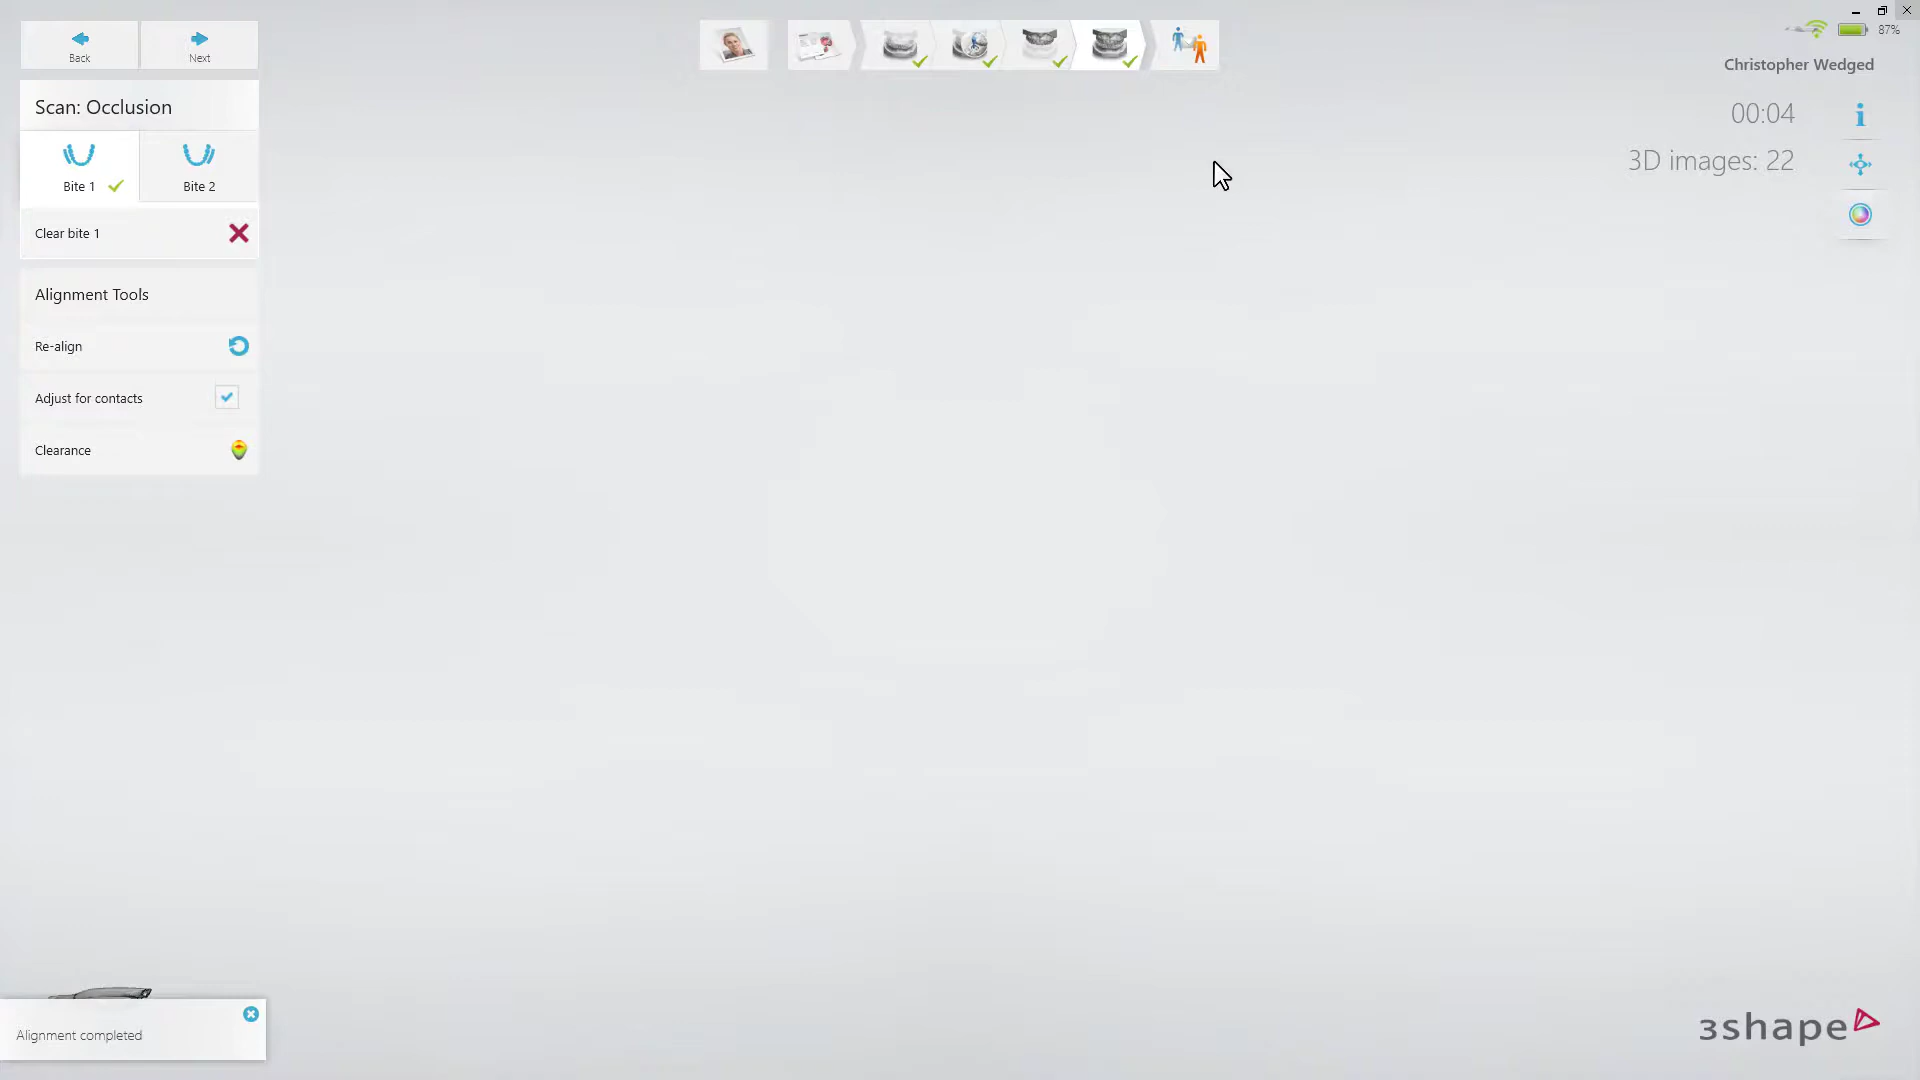 Back
Next
87%
Christopher Wedged
Scan: Occlusion
00:04
3D images: 22
Bite 1
Bite 2
Clear bite 1
Alignment Tools
Re-align
Adjust for contacts
Clearance
Alignment completed
3shape